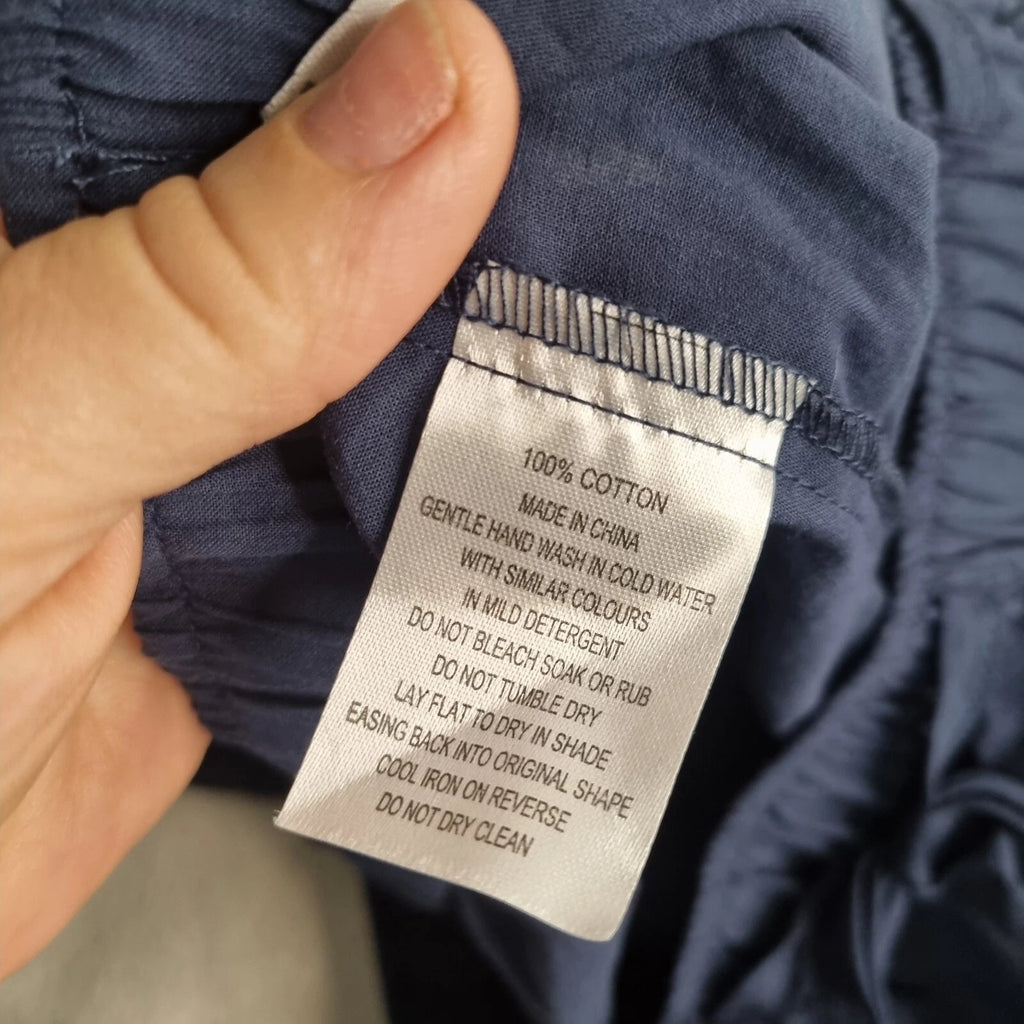 100% COTTON
MADE IN CHINA
GENTLE HAND WASH IN COLD WATER
WITH SIMILAR COLOURS
IN MILD DETERGENT
DO NOT BLEACH SOAK OR RUB
DO NOT TUMBLE DRY
LAY FLAT TO DRY IN SHADE
EASING BACK INTO ORIGINAL SHAPE
COOL IRON ON REVERSE
DO NOT DRY CLEAN